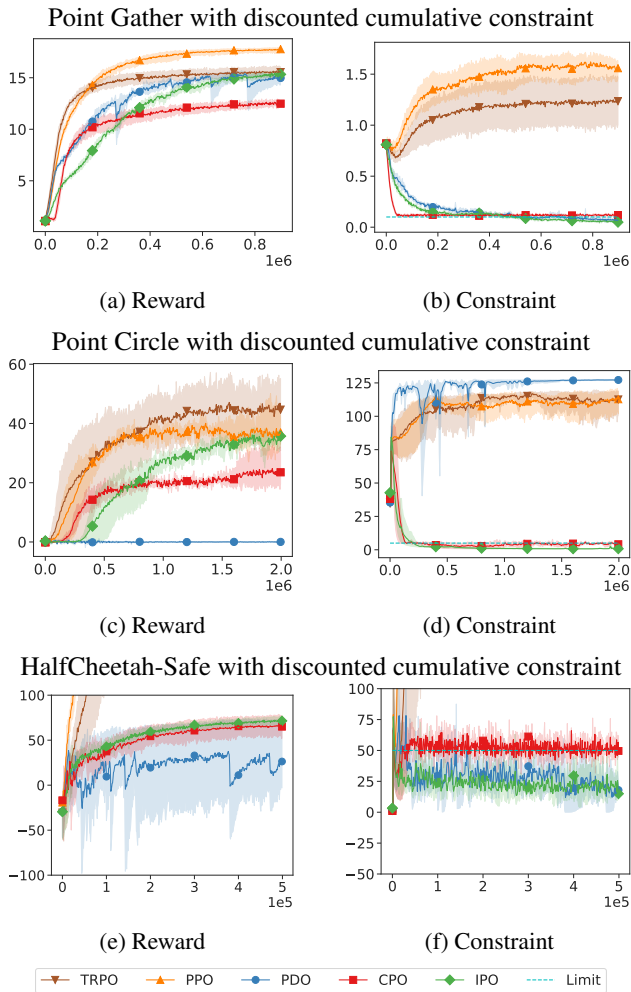 Point Gather with discounted cumulative constraint
15
10
5
0.0 0.2 0.4 0.6 0.8
1e6
1.5
1.0
0.5
0.0
0.0 0.2 0.4 0.6 0.8
1e6
(a) Reward
(b) Constraint
Point Circle with discounted cumulative constraint
60
40
20
0
0.0 0.5 1.0 1.5 2.0
1e6
125
100
75
50
25
0
0.0 0.5 1.0 1.5 2.0
1e6
(c) Reward
(d) Constraint
HalfCheetah-Safe with discounted cumulative constraint
100
50
0
−50
−100
0 1 2 3 4 5
1e5
100
75
50
25
0
−25
−50
0 1 2 3 4 5
1e5
(e) Reward
(f) Constraint
TRPO PPO PDO CPO IPO Limit